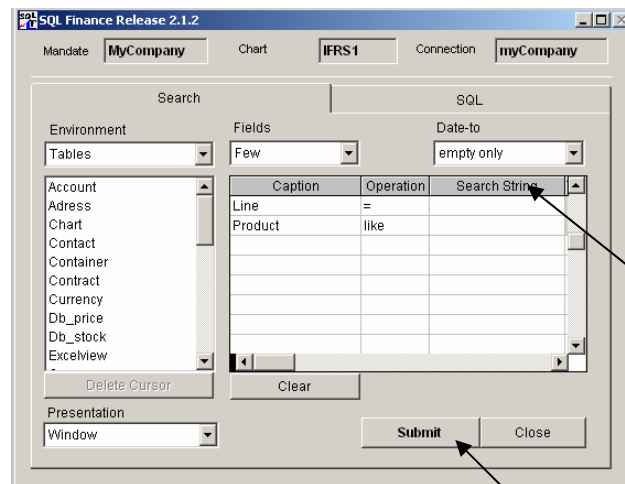 SQL Finance Release 2.1.2
Mandate MyCompany Chart IFRS1 Connection myCompany
Search SQL
Environment Fields Date-to
Tables Few empty only
Account
Adress
Chart
Contact
Container
Contract
Currency
Db_price
Db_stock
Excelview
Caption Operation Search String
Line =
Product like
Delete Cursor Clear
Presentation
Window Submit Close